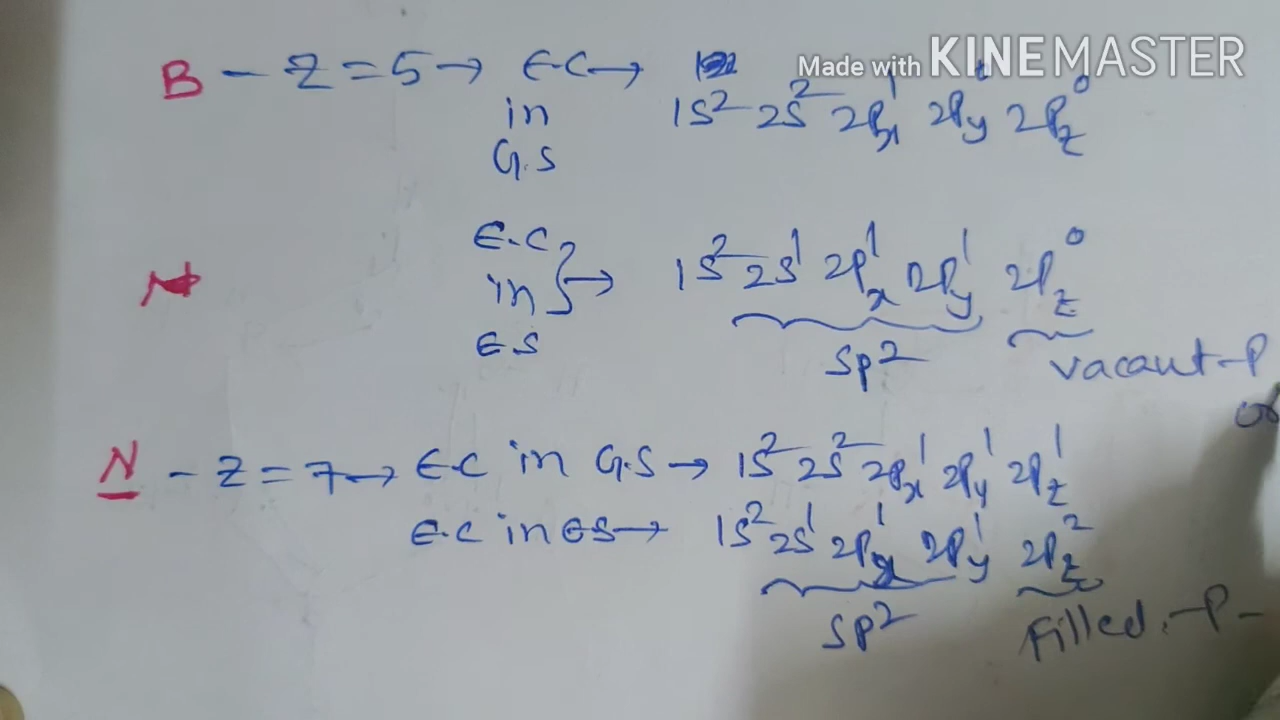 Made with KINEMASTER
B - Z = 5 → E.C → 1s² 2s² 2Px¹ 2Py⁰ 2Pz⁰
in
G.S
E.C
in } → 1s² 2s¹ 2Px¹ 2Py¹ 2Pz⁰
E.S
sp² vacant-P
N - Z = 7 → E.C in G.S → 1s² 2s² 2Px¹ 2Py¹ 2Pz¹
E.C in E.S → 1s² 2s¹ 2Px¹ 2Py¹ 2Pz²
sp² Filled.-P-